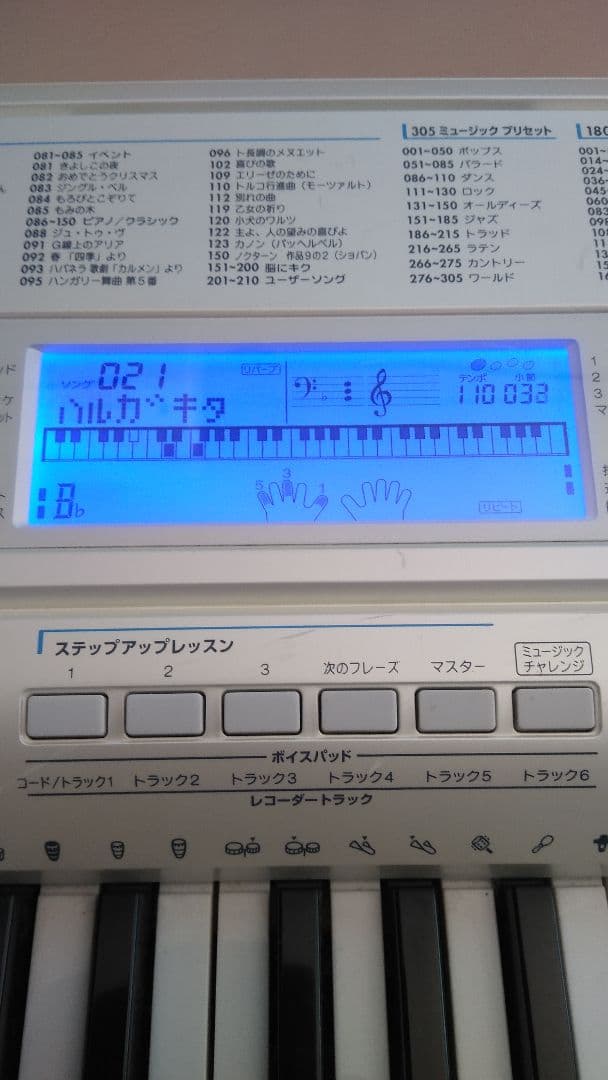 081~085 イベント
081 きよしこの夜
082 おめでとうクリスマス
083 ジングル・ベル
084 もろびとこぞりて
085 もみの木
086~150 ピアノ/クラシック
088 ジュ・トゥ・ヴ
091 G線上のアリア
092 春 「四季」より
093 ハバネラ 歌劇「カルメン」より
095 ハンガリー舞曲 第5番
096 ト長調のメヌエット
102 喜びの歌
109 エリーゼのために
110 トルコ行進曲(モーツァルト)
112 別れの曲
119 乙女の祈り
120 小犬のワルツ
122 主よ、人の望みの喜びよ
123 カノン(パッヘルベル)
150 ノクターン 作品9の2(ショパン)
151~200 脳にキク
201~210 ユーザーソング
305 ミュージック プリセット
001~050 ポップス
051~085 バラード
086~110 ダンス
111~130 ロック
131~150 オールディーズ
151~185 ジャズ
186~215 トラッド
216~265 ラテン
266~275 カントリー
276~305 ワールド
180
001~
014~
ソング 021
リバーブ
ハルガキタ
テンポ 小節
110 033
B♭
5 3 1
リピート
1
2
3
ステップアップレッスン
1 2 3 次のフレーズ マスター ミュージック チャレンジ
ボイスパッド
コード/トラック1 トラック2 トラック3 トラック4 トラック5 トラック6
レコーダートラック